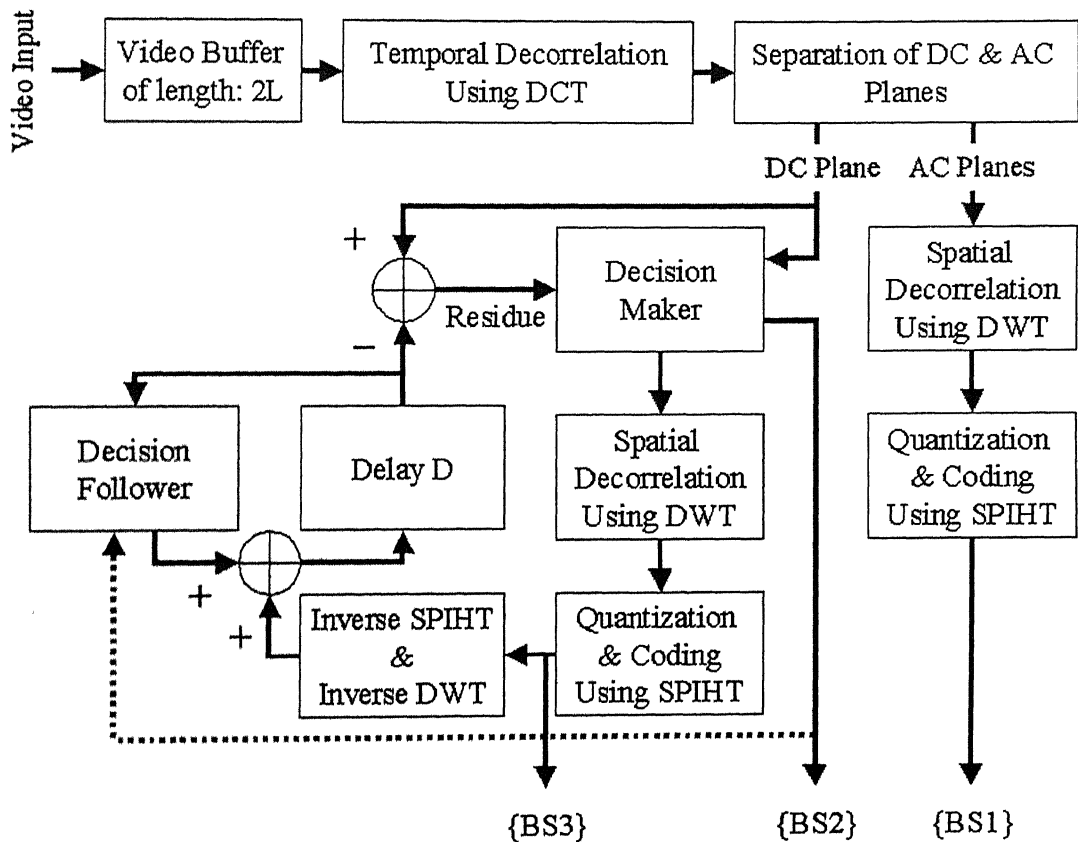 Video Input
Video Buffer
of length: 2L
Temporal Decorrelation
Using DCT
Separation of DC & AC
Planes
DC Plane
AC Planes
+
−
Residue
Decision
Maker
Spatial
Decorrelation
Using DWT
Decision
Follower
Delay D
Spatial
Decorrelation
Using DWT
Quantization
& Coding
Using SPIHT
+
+
Inverse SPIHT
&
Inverse DWT
Quantization
& Coding
Using SPIHT
{BS3}
{BS2}
{BS1}